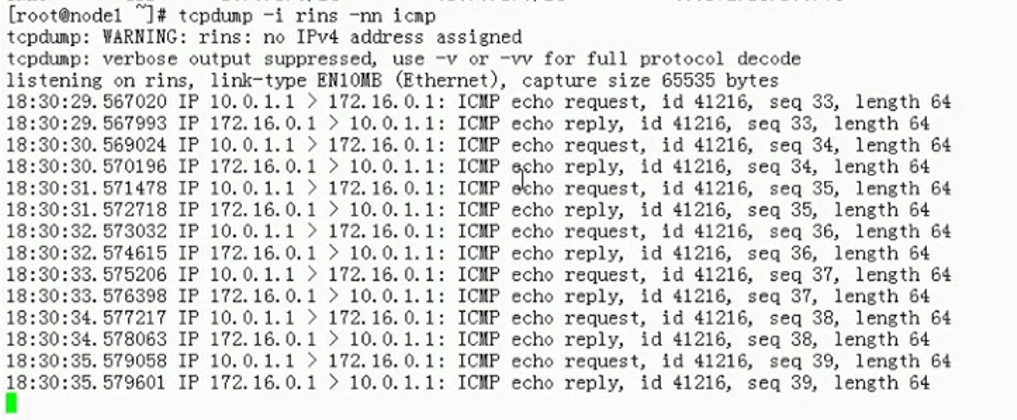 [root@node1 ~]# tcpdump -i rins -nn icmp
tcpdump: WARNING: rins: no IPv4 address assigned
tcpdump: verbose output suppressed, use -v or -vv for full protocol decode
listening on rins, link-type EN10MB (Ethernet), capture size 65535 bytes
18:30:29.567020 IP 10.0.1.1 > 172.16.0.1: ICMP echo request, id 41216, seq 33, length 64
18:30:29.567993 IP 172.16.0.1 > 10.0.1.1: ICMP echo reply, id 41216, seq 33, length 64
18:30:30.569024 IP 10.0.1.1 > 172.16.0.1: ICMP echo request, id 41216, seq 34, length 64
18:30:30.570196 IP 172.16.0.1 > 10.0.1.1: ICMP echo reply, id 41216, seq 34, length 64
18:30:31.571478 IP 10.0.1.1 > 172.16.0.1: ICMP echo request, id 41216, seq 35, length 64
18:30:31.572718 IP 172.16.0.1 > 10.0.1.1: ICMP echo reply, id 41216, seq 35, length 64
18:30:32.573032 IP 10.0.1.1 > 172.16.0.1: ICMP echo request, id 41216, seq 36, length 64
18:30:32.574615 IP 172.16.0.1 > 10.0.1.1: ICMP echo reply, id 41216, seq 36, length 64
18:30:33.575206 IP 10.0.1.1 > 172.16.0.1: ICMP echo request, id 41216, seq 37, length 64
18:30:33.576398 IP 172.16.0.1 > 10.0.1.1: ICMP echo reply, id 41216, seq 37, length 64
18:30:34.577217 IP 10.0.1.1 > 172.16.0.1: ICMP echo request, id 41216, seq 38, length 64
18:30:34.578063 IP 172.16.0.1 > 10.0.1.1: ICMP echo reply, id 41216, seq 38, length 64
18:30:35.579058 IP 10.0.1.1 > 172.16.0.1: ICMP echo request, id 41216, seq 39, length 64
18:30:35.579601 IP 172.16.0.1 > 10.0.1.1: ICMP echo reply, id 41216, seq 39, length 64